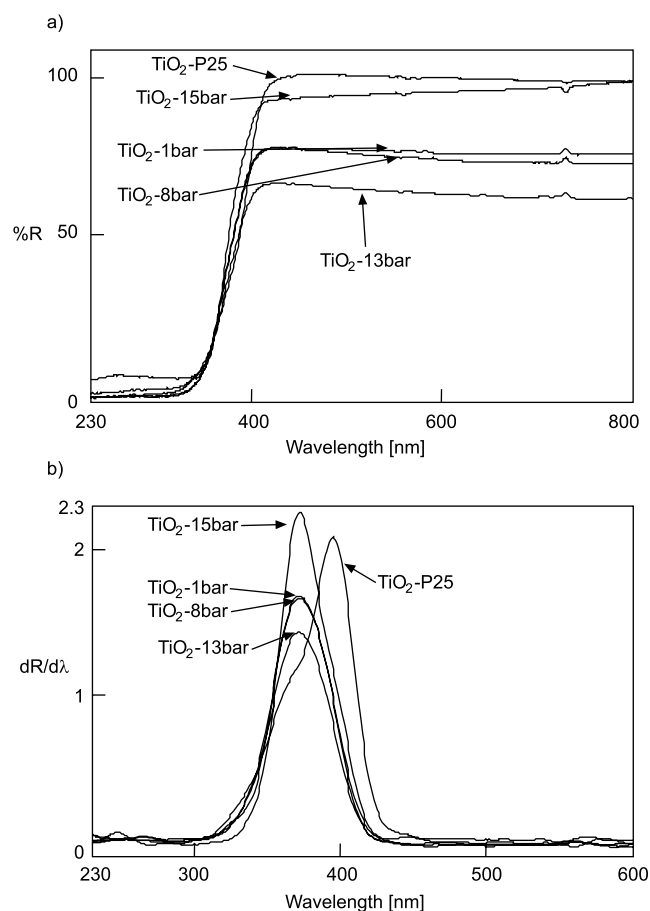 a)
100
TiO2-P25
TiO2-15bar
TiO2-1bar
TiO2-8bar
%R
50
TiO2-13bar
0
230
400
600
800
Wavelength [nm]
b)
2.3
TiO2-15bar
2
TiO2-P25
TiO2-1bar
TiO2-8bar
TiO2-13bar
dR/dλ
1
0
230
300
400
500
600
Wavelength [nm]